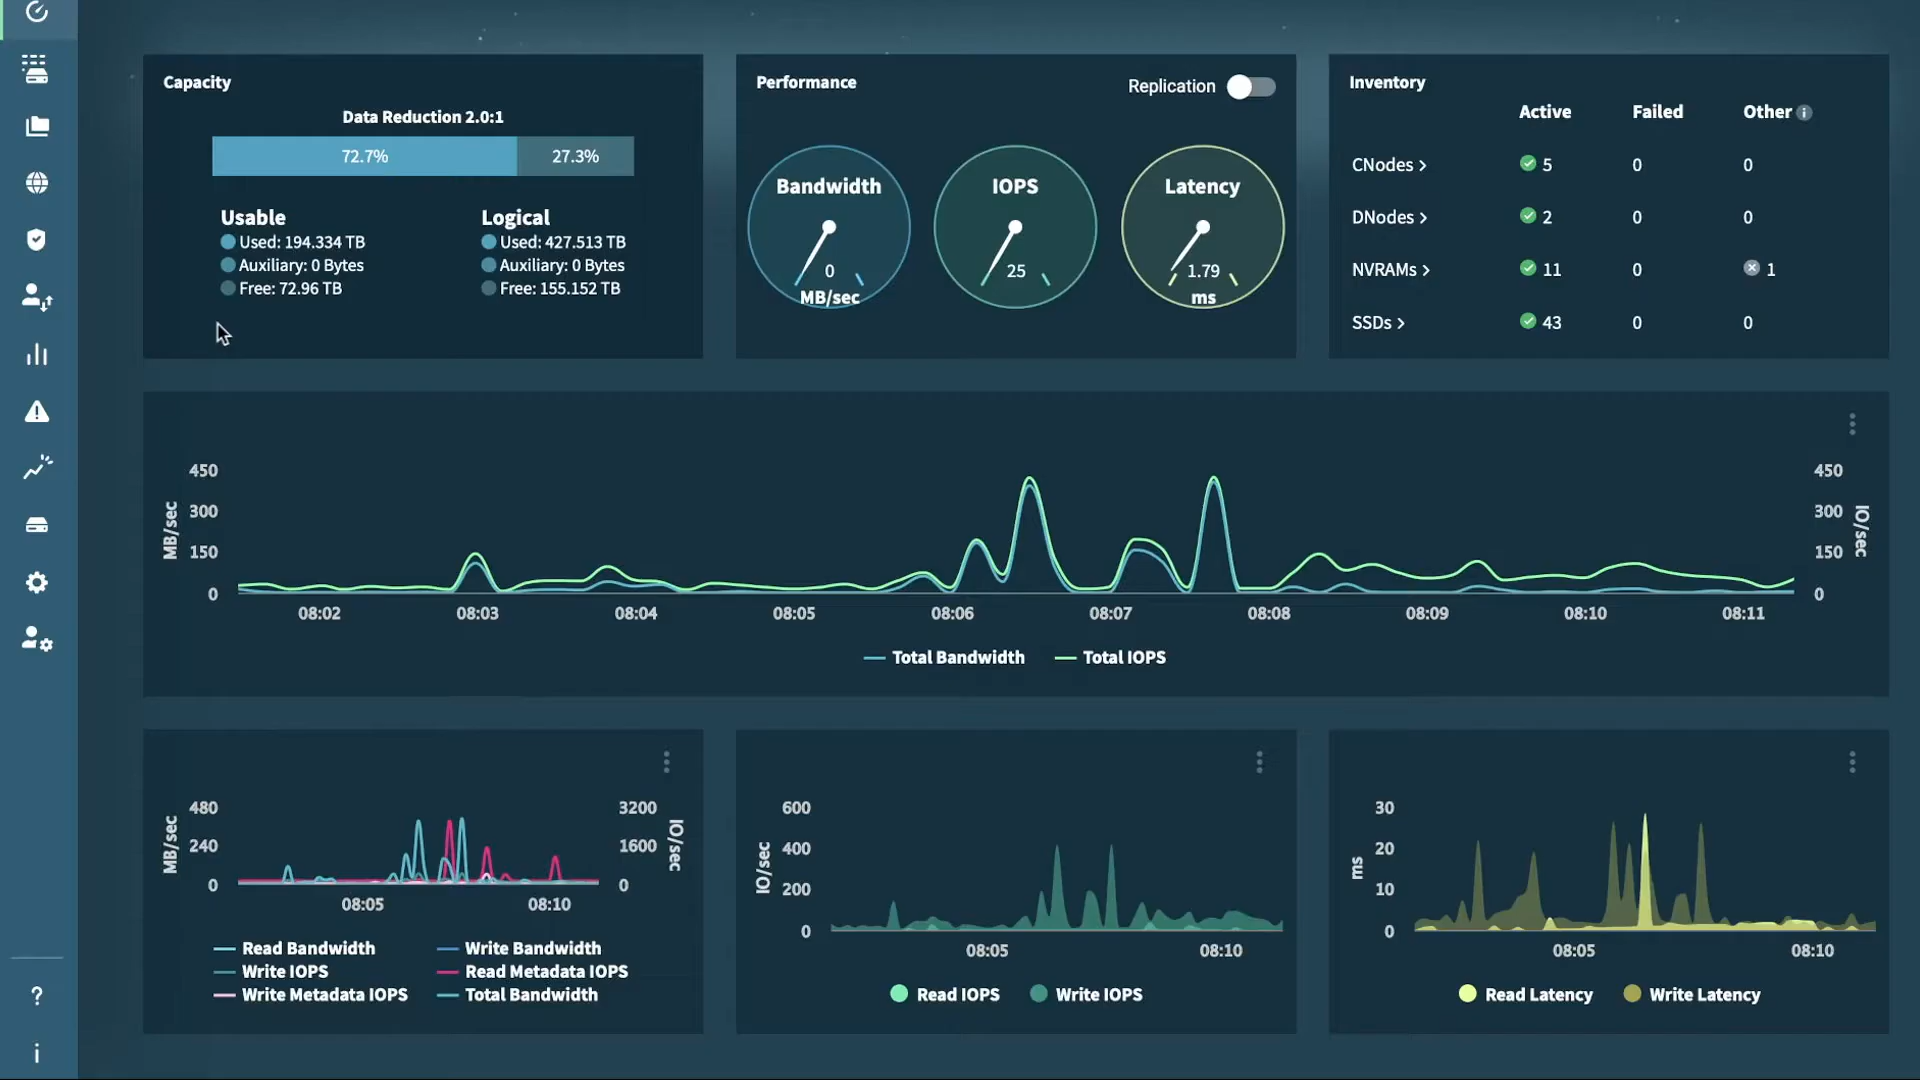 Capacity
Data Reduction 2.0:1
72.7% 27.3%
Usable
Used: 194.334 TB
Auxiliary: 0 Bytes
Free: 72.96 TB
Logical
Used: 427.513 TB
Auxiliary: 0 Bytes
Free: 155.152 TB
Performance
Replication
Bandwidth
0
MB/sec
IOPS
25
Latency
1.79
ms
Inventory
Active Failed Other i
CNodes > 5 0 0
DNodes > 2 0 0
NVRAMs > 11 0 1
SSDs > 43 0 0
MB/sec
450
300
150
0
450
300
150
0
IO/sec
08:02 08:03 08:04 08:05 08:06 08:07 08:08 08:09 08:10 08:11
Total Bandwidth Total IOPS
MB/sec
480
240
0
3200
1600
0
IO/sec
08:05 08:10
Read Bandwidth Write Bandwidth
Write IOPS Read Metadata IOPS
Write Metadata IOPS Total Bandwidth
IO/sec
600
400
200
0
08:05 08:10
Read IOPS Write IOPS
ms
30
20
10
0
08:05 08:10
Read Latency Write Latency
?
i